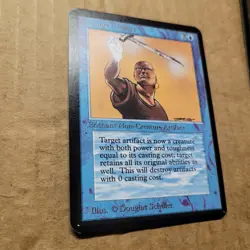 Enchant Non-Creature Artifact
Target artifact is now a creature
with both power and toughness
equal to its casting cost; target
retains all its original abilities as
well. This will destroy artifacts
with 0 casting cost.
Illus. © Douglas Shuler